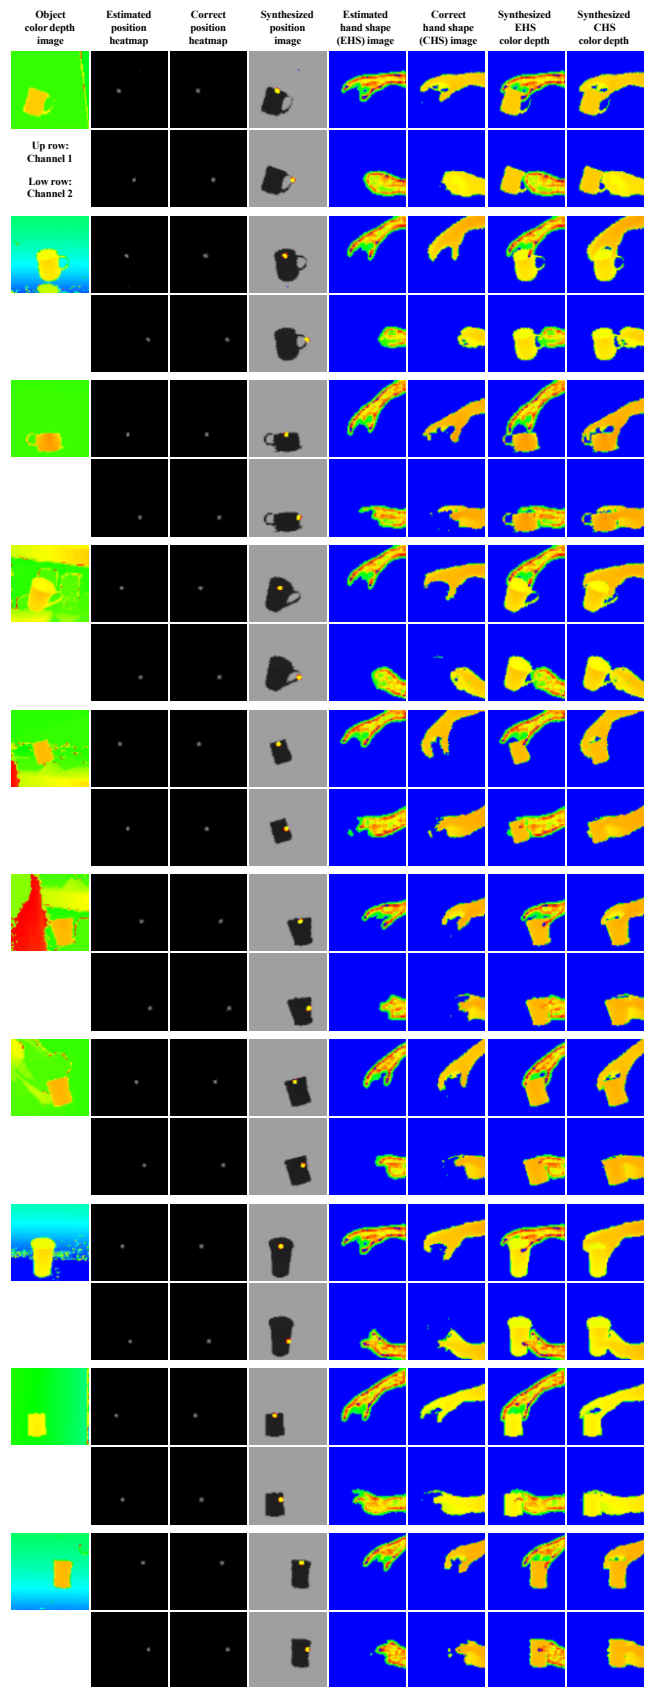 Object color depth image
Estimated position heatmap
Correct position heatmap
Synthesized position image
Estimated hand shape (EHS) image
Correct hand shape (CHS) image
Synthesized EHS color depth
Synthesized CHS color depth
Up row:
Channel 1
Low row:
Channel 2